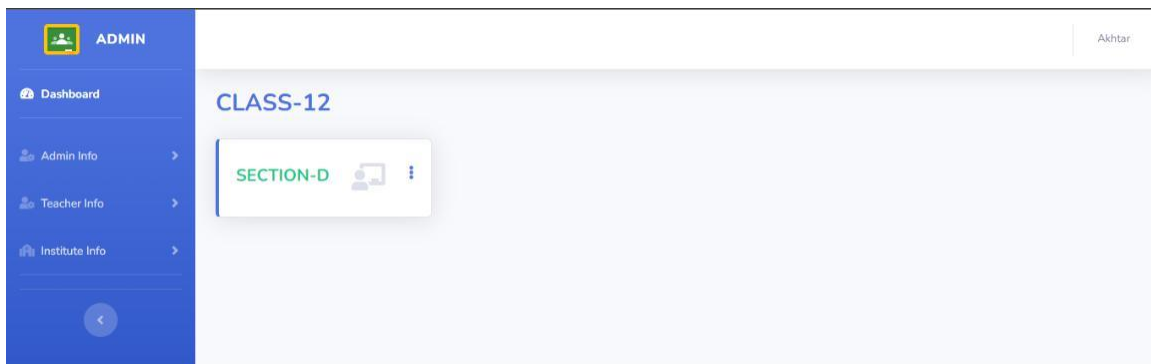 ADMIN
Akhtar
Dashboard
CLASS-12
Admin Info
SECTION-D
Teacher Info
Institute Info